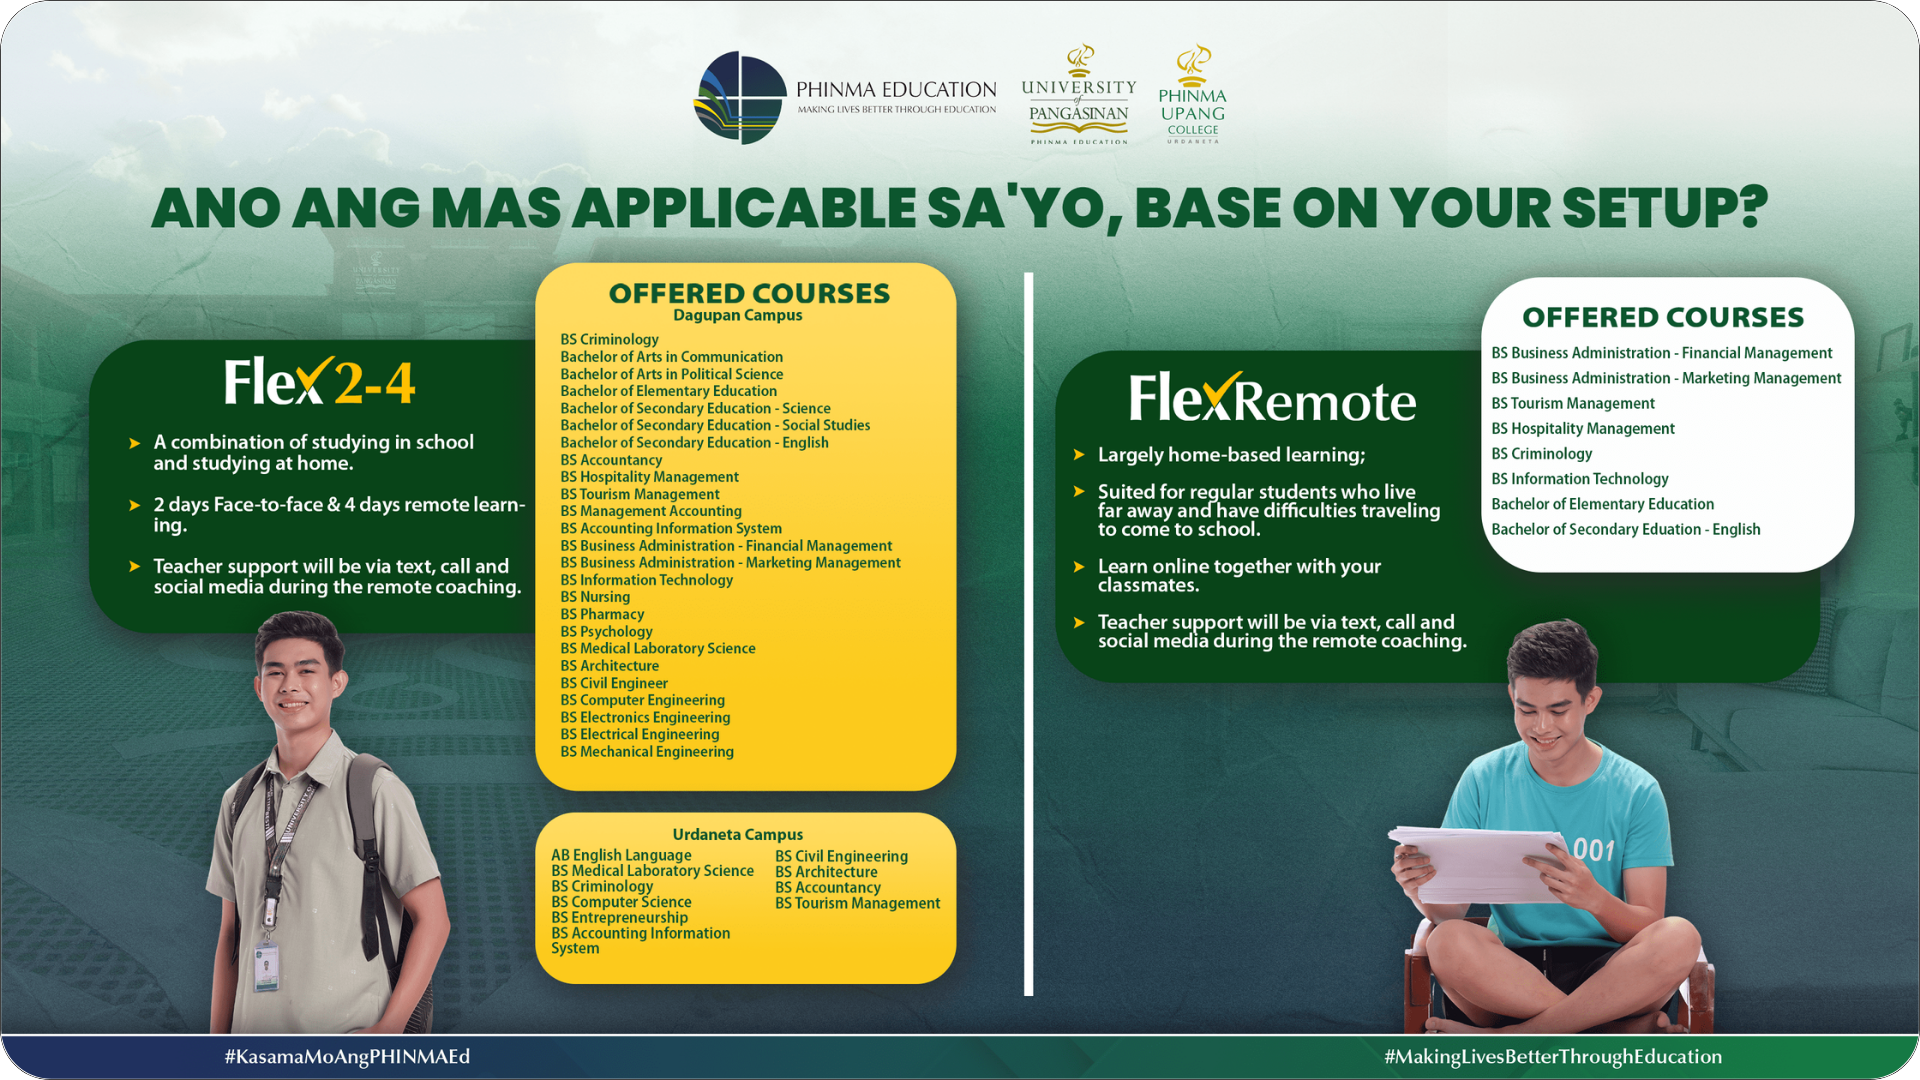 PHINMA EDUCATION
MAKING LIVES BETTER THROUGH EDUCATION
UNIVERSITY
of
PANGASINAN
PHINMA EDUCATION
PHINMA
UPANG
COLLEGE
URDANETA
ANO ANG MAS APPLICABLE SA'YO, BASE ON YOUR SETUP?
Flex 2-4
A combination of studying in school
and studying at home.
2 days Face-to-face & 4 days remote learn-
ing.
Teacher support will be via text, call and
social media during the remote coaching.
OFFERED COURSES
Dagupan Campus
BS Criminology
Bachelor of Arts in Communication
Bachelor of Arts in Political Science
Bachelor of Elementary Education
Bachelor of Secondary Education - Science
Bachelor of Secondary Education - Social Studies
Bachelor of Secondary Education - English
BS Accountancy
BS Hospitality Management
BS Tourism Management
BS Management Accounting
BS Accounting Information System
BS Business Administration - Financial Management
BS Business Administration - Marketing Management
BS Information Technology
BS Nursing
BS Pharmacy
BS Psychology
BS Medical Laboratory Science
BS Architecture
BS Civil Engineer
BS Computer Engineering
BS Electronics Engineering
BS Electrical Engineering
BS Mechanical Engineering
Urdaneta Campus
AB English Language
BS Medical Laboratory Science
BS Criminology
BS Computer Science
BS Entrepreneurship
BS Accounting Information
System
BS Civil Engineering
BS Architecture
BS Accountancy
BS Tourism Management
FlexRemote
Largely home-based learning;
Suited for regular students who live
far away and have difficulties traveling
to come to school.
Learn online together with your
classmates.
Teacher support will be via text, call and
social media during the remote coaching.
OFFERED COURSES
BS Business Administration - Financial Management
BS Business Administration - Marketing Management
BS Tourism Management
BS Hospitality Management
BS Criminology
BS Information Technology
Bachelor of Elementary Education
Bachelor of Secondary Eduation - English
001
#KasamaMoAngPHINMAEd
#MakingLivesBetterThroughEducation